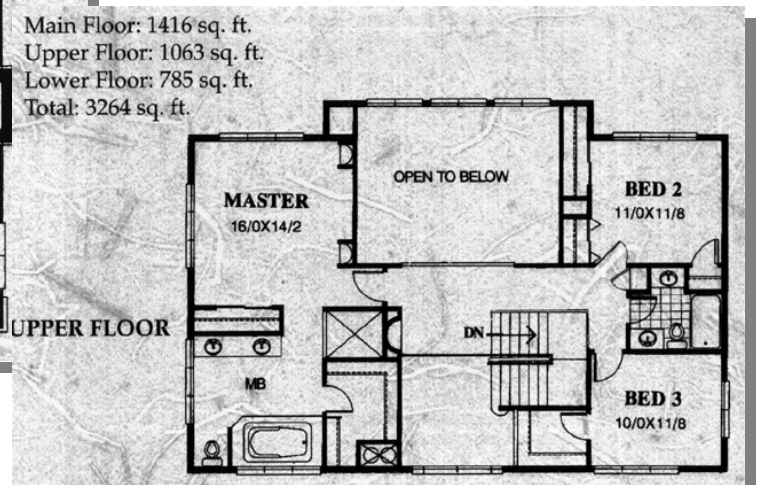 Main Floor: 1416 sq. ft.
Upper Floor: 1063 sq. ft.
Lower Floor: 785 sq. ft.
Total: 3264 sq. ft.
OPEN TO BELOW
MASTER
16/0X14/2
BED 2
11/0X11/8
UPPER FLOOR
DN
MB
BED 3
10/0X11/8